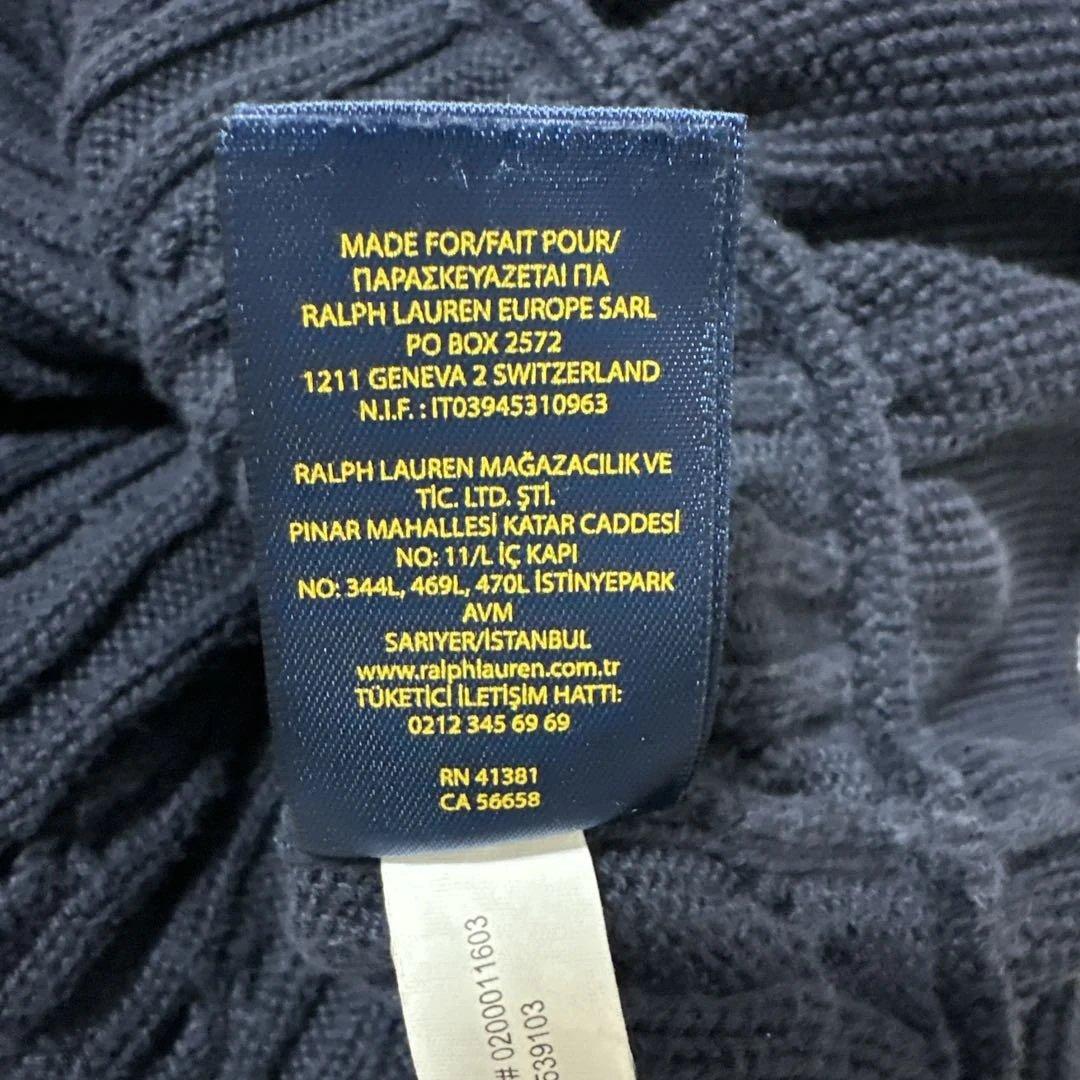 MADE FOR/FAIT POUR/
ΠΑΡΑΣΚΕΥΑΖΕΤΑΙ ΓΙΑ
RALPH LAUREN EUROPE SARL
PO BOX 2572
1211 GENEVA 2 SWITZERLAND
N.I.F. : IT03945310963
RALPH LAUREN MAĞAZACILIK VE
TİC. LTD. ŞTİ.
PINAR MAHALLESİ KATAR CADDESİ
NO: 11/L İÇ KAPI
NO: 344L, 469L, 470L İSTİNYEPARK
AVM
SARIYER/İSTANBUL
www.ralphlauren.com.tr
TÜKETİCİ İLETİŞİM HATTI:
0212 345 69 69
RN 41381
CA 56658
# 0200011603
539103